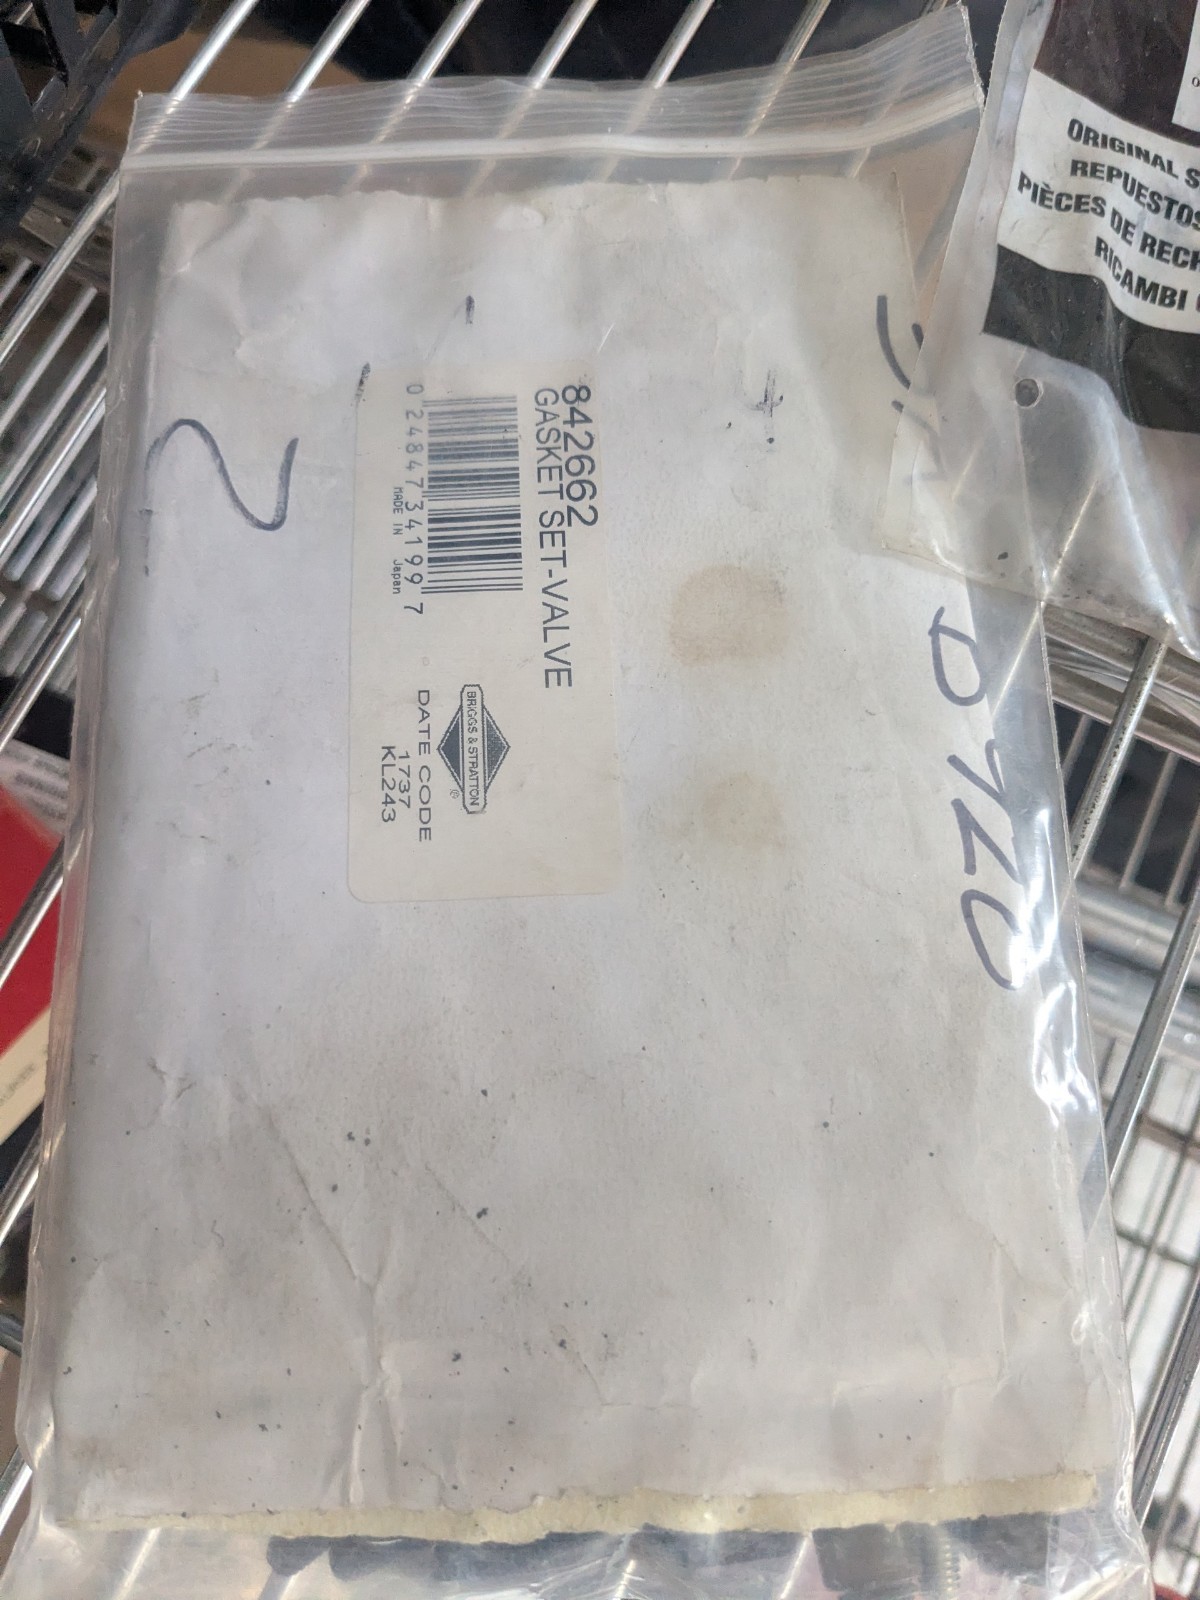 842662
GASKET SET-VALVE
0 24847 34199 7
MADE IN Japan
BRIGGS & STRATTON
®
DATE CODE
1737
KL243
ORIGINAL S
REPUESTOS
PIÈCES DE RECH
RICAMBI